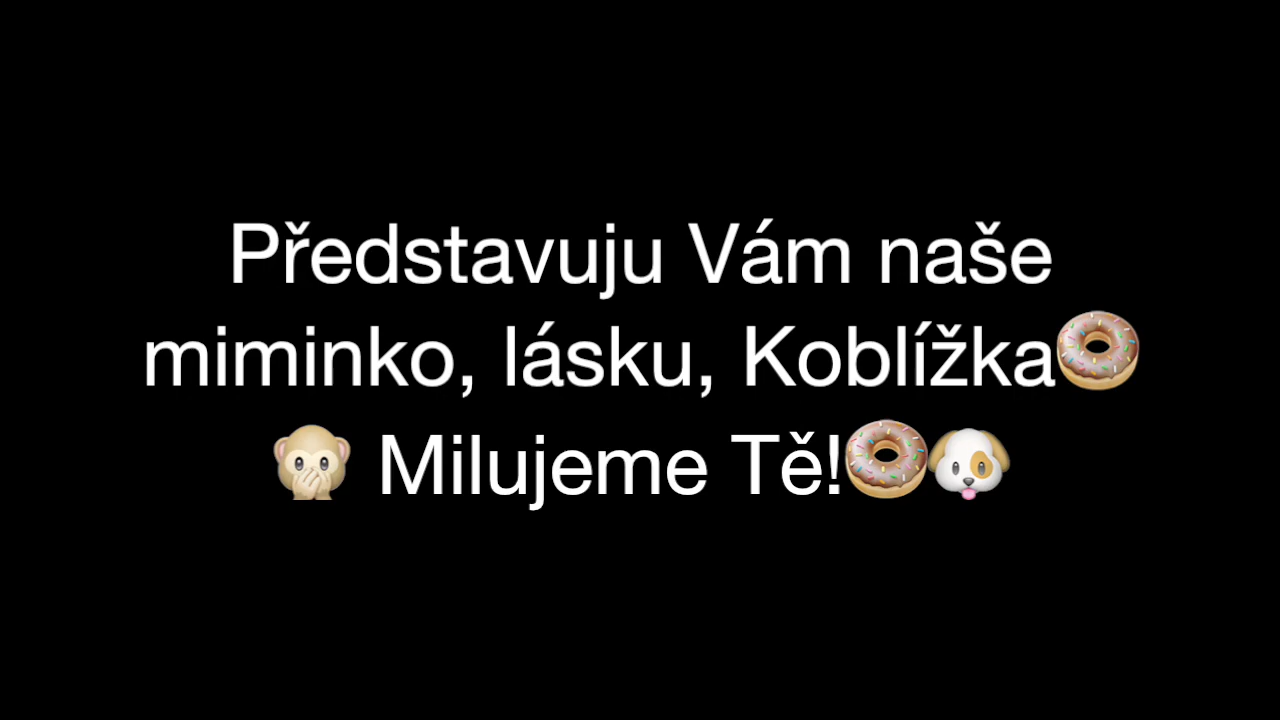 Představuju Vám naše
miminko, lásku, Koblížka🍩
🙊 Milujeme Tě!🍩🐶